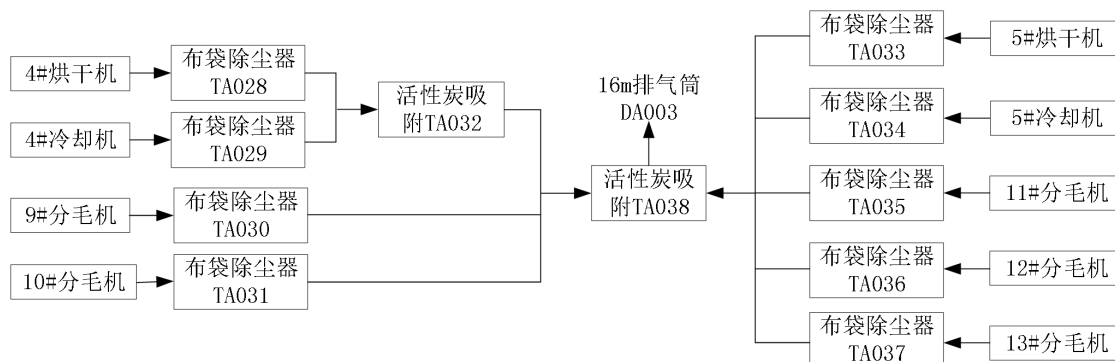 4#烘干机
布袋除尘器
TA028
4#冷却机
布袋除尘器
TA029
活性炭吸
附TA032
9#分毛机
布袋除尘器
TA030
10#分毛机
布袋除尘器
TA031
16m排气筒
DA003
活性炭吸
附TA038
布袋除尘器
TA033
5#烘干机
布袋除尘器
TA034
5#冷却机
布袋除尘器
TA035
11#分毛机
布袋除尘器
TA036
12#分毛机
布袋除尘器
TA037
13#分毛机